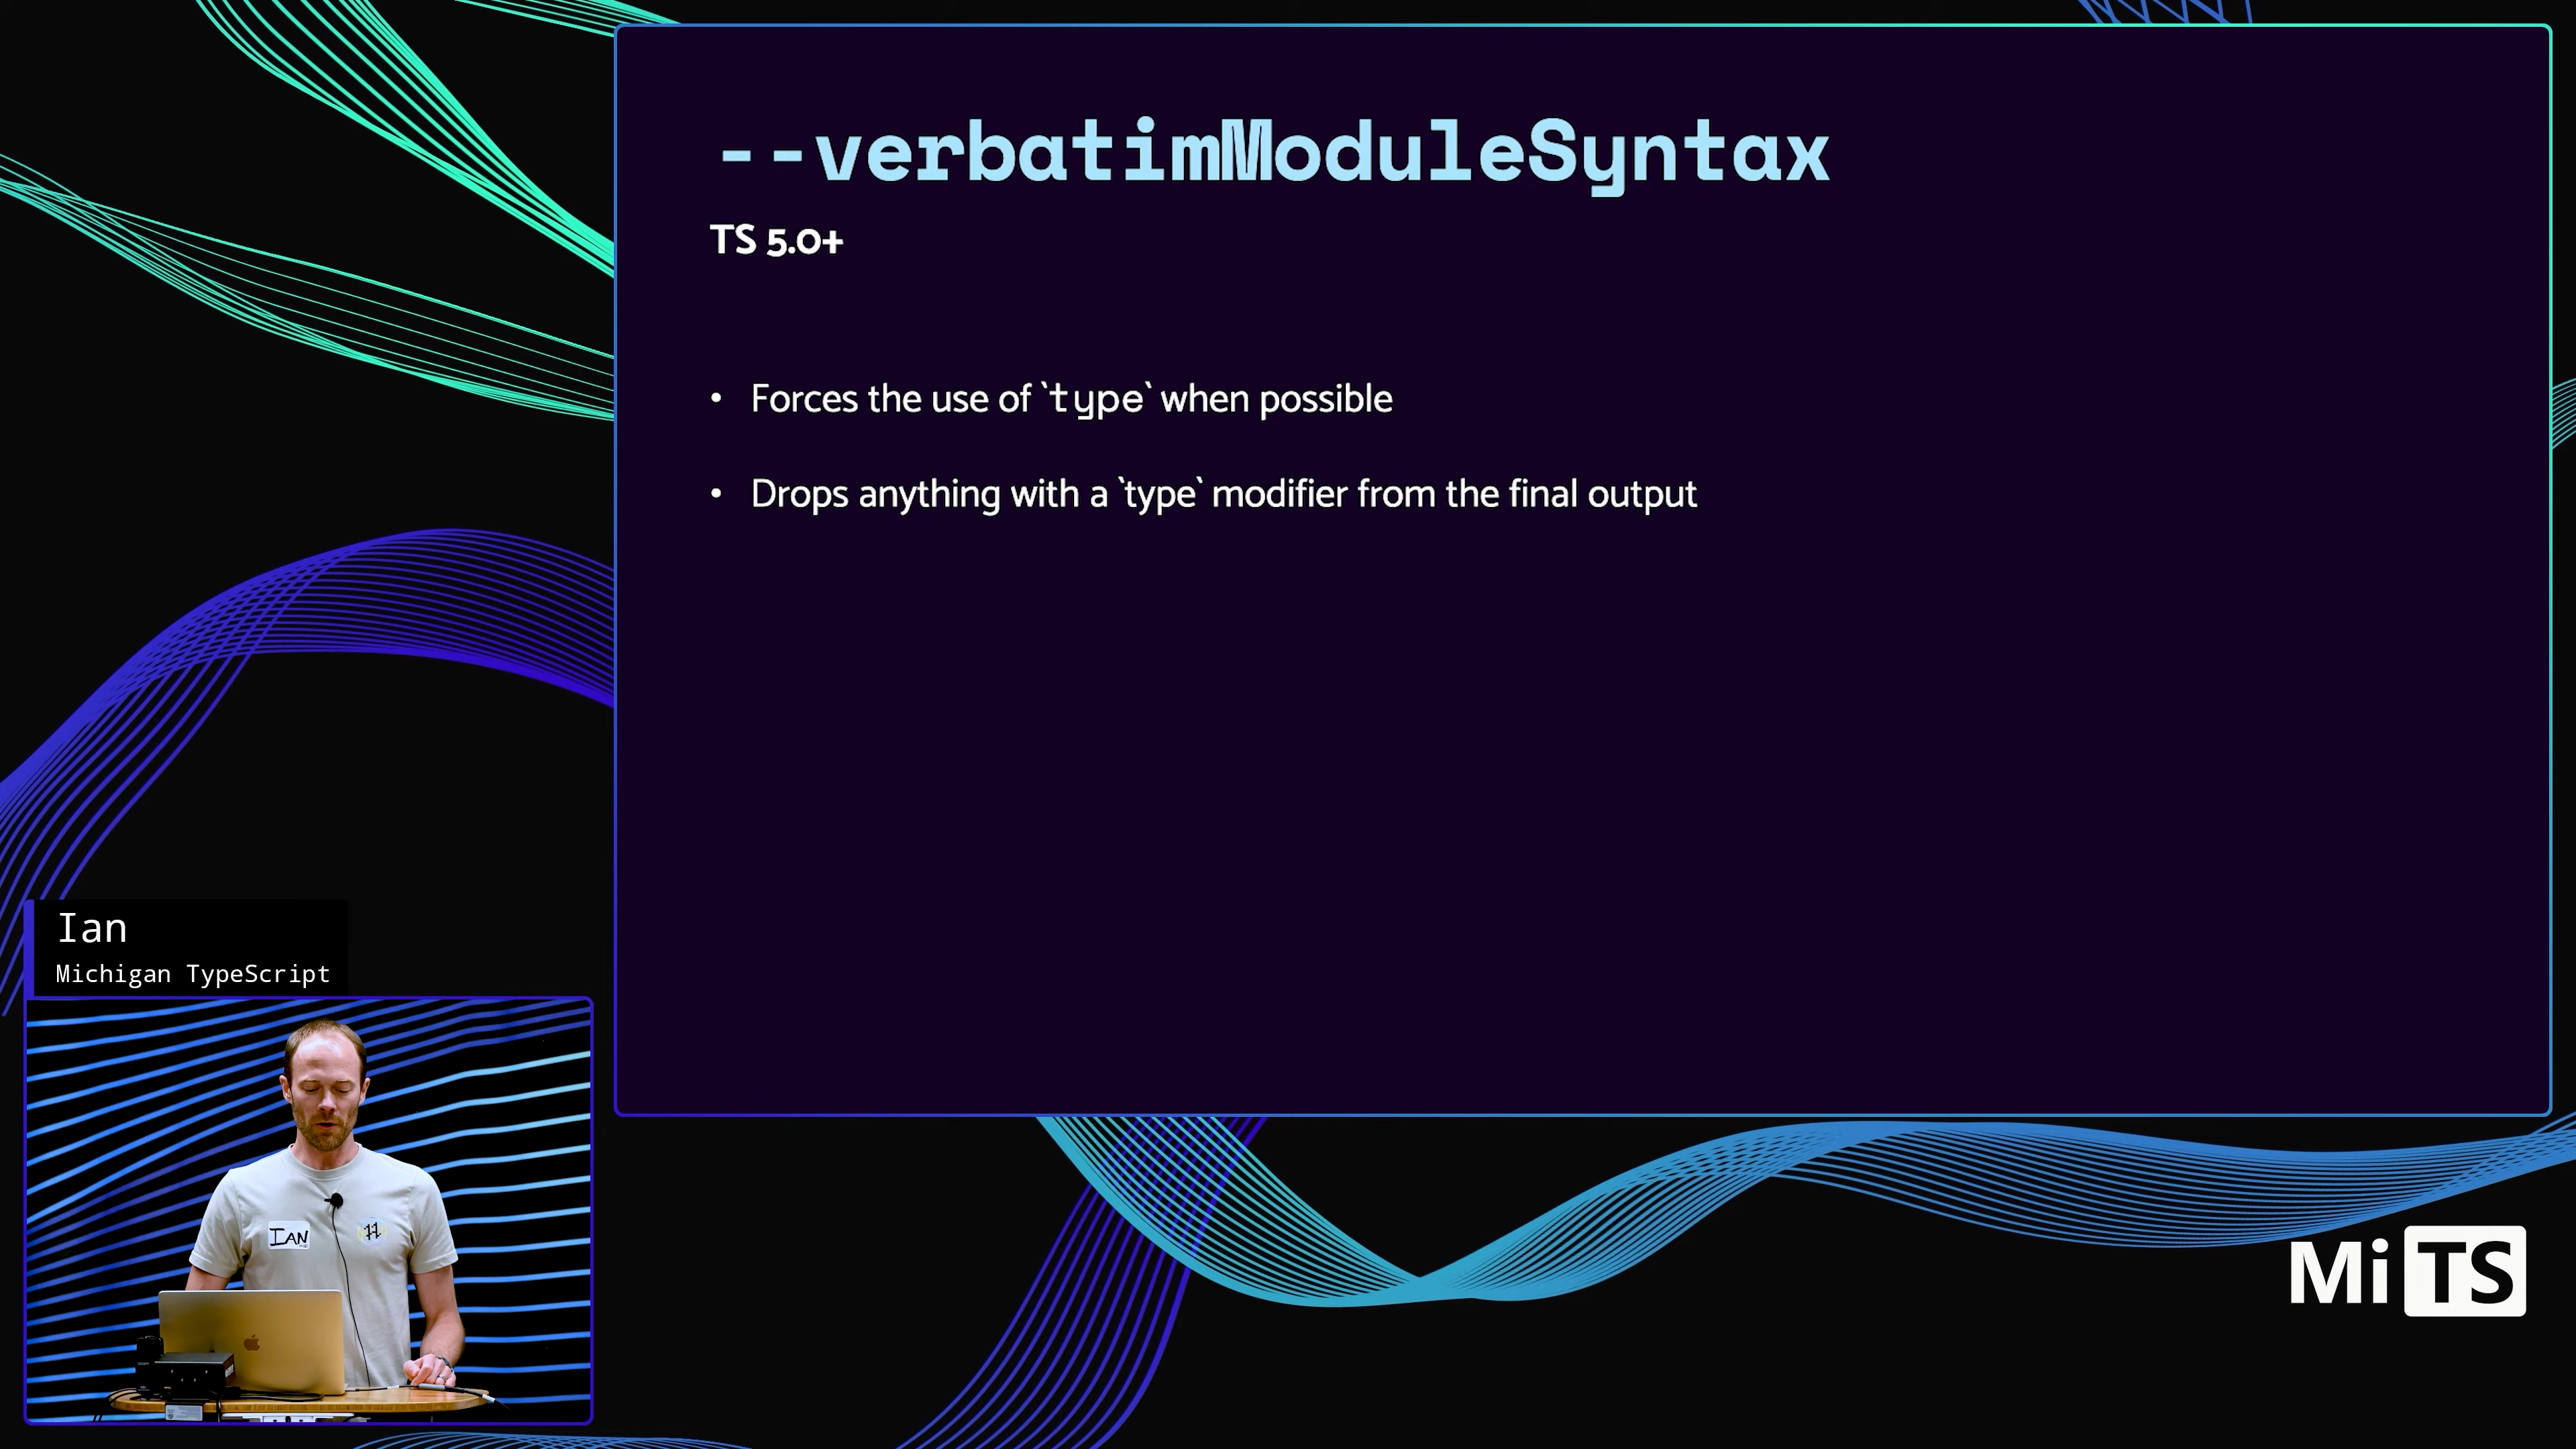 --verbatimModuleSyntax
TS 5.0+
• Forces the use of `type` when possible
• Drops anything with a `type` modifier from the final output
Ian
Michigan TypeScript
IAN
MiTS